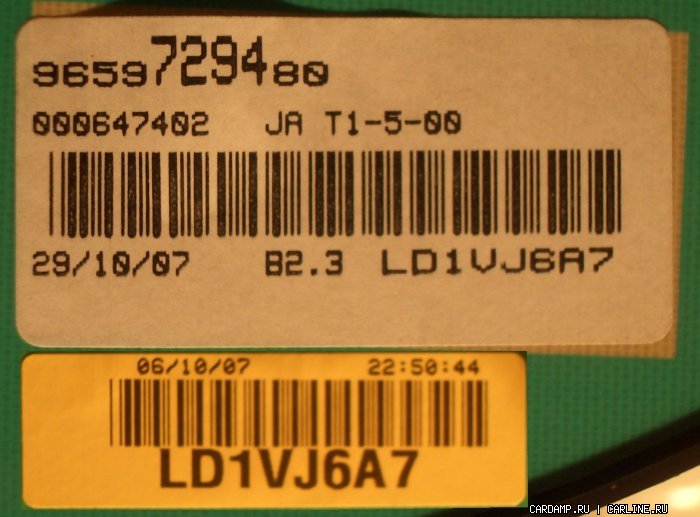 9659729480
000647402 JA T1-5-00
29/10/07 B2.3 LD1VJ6A7
06/10/07 22:50:44
LD1VJ6A7
CARDAMP.RU | CARLINE.RU